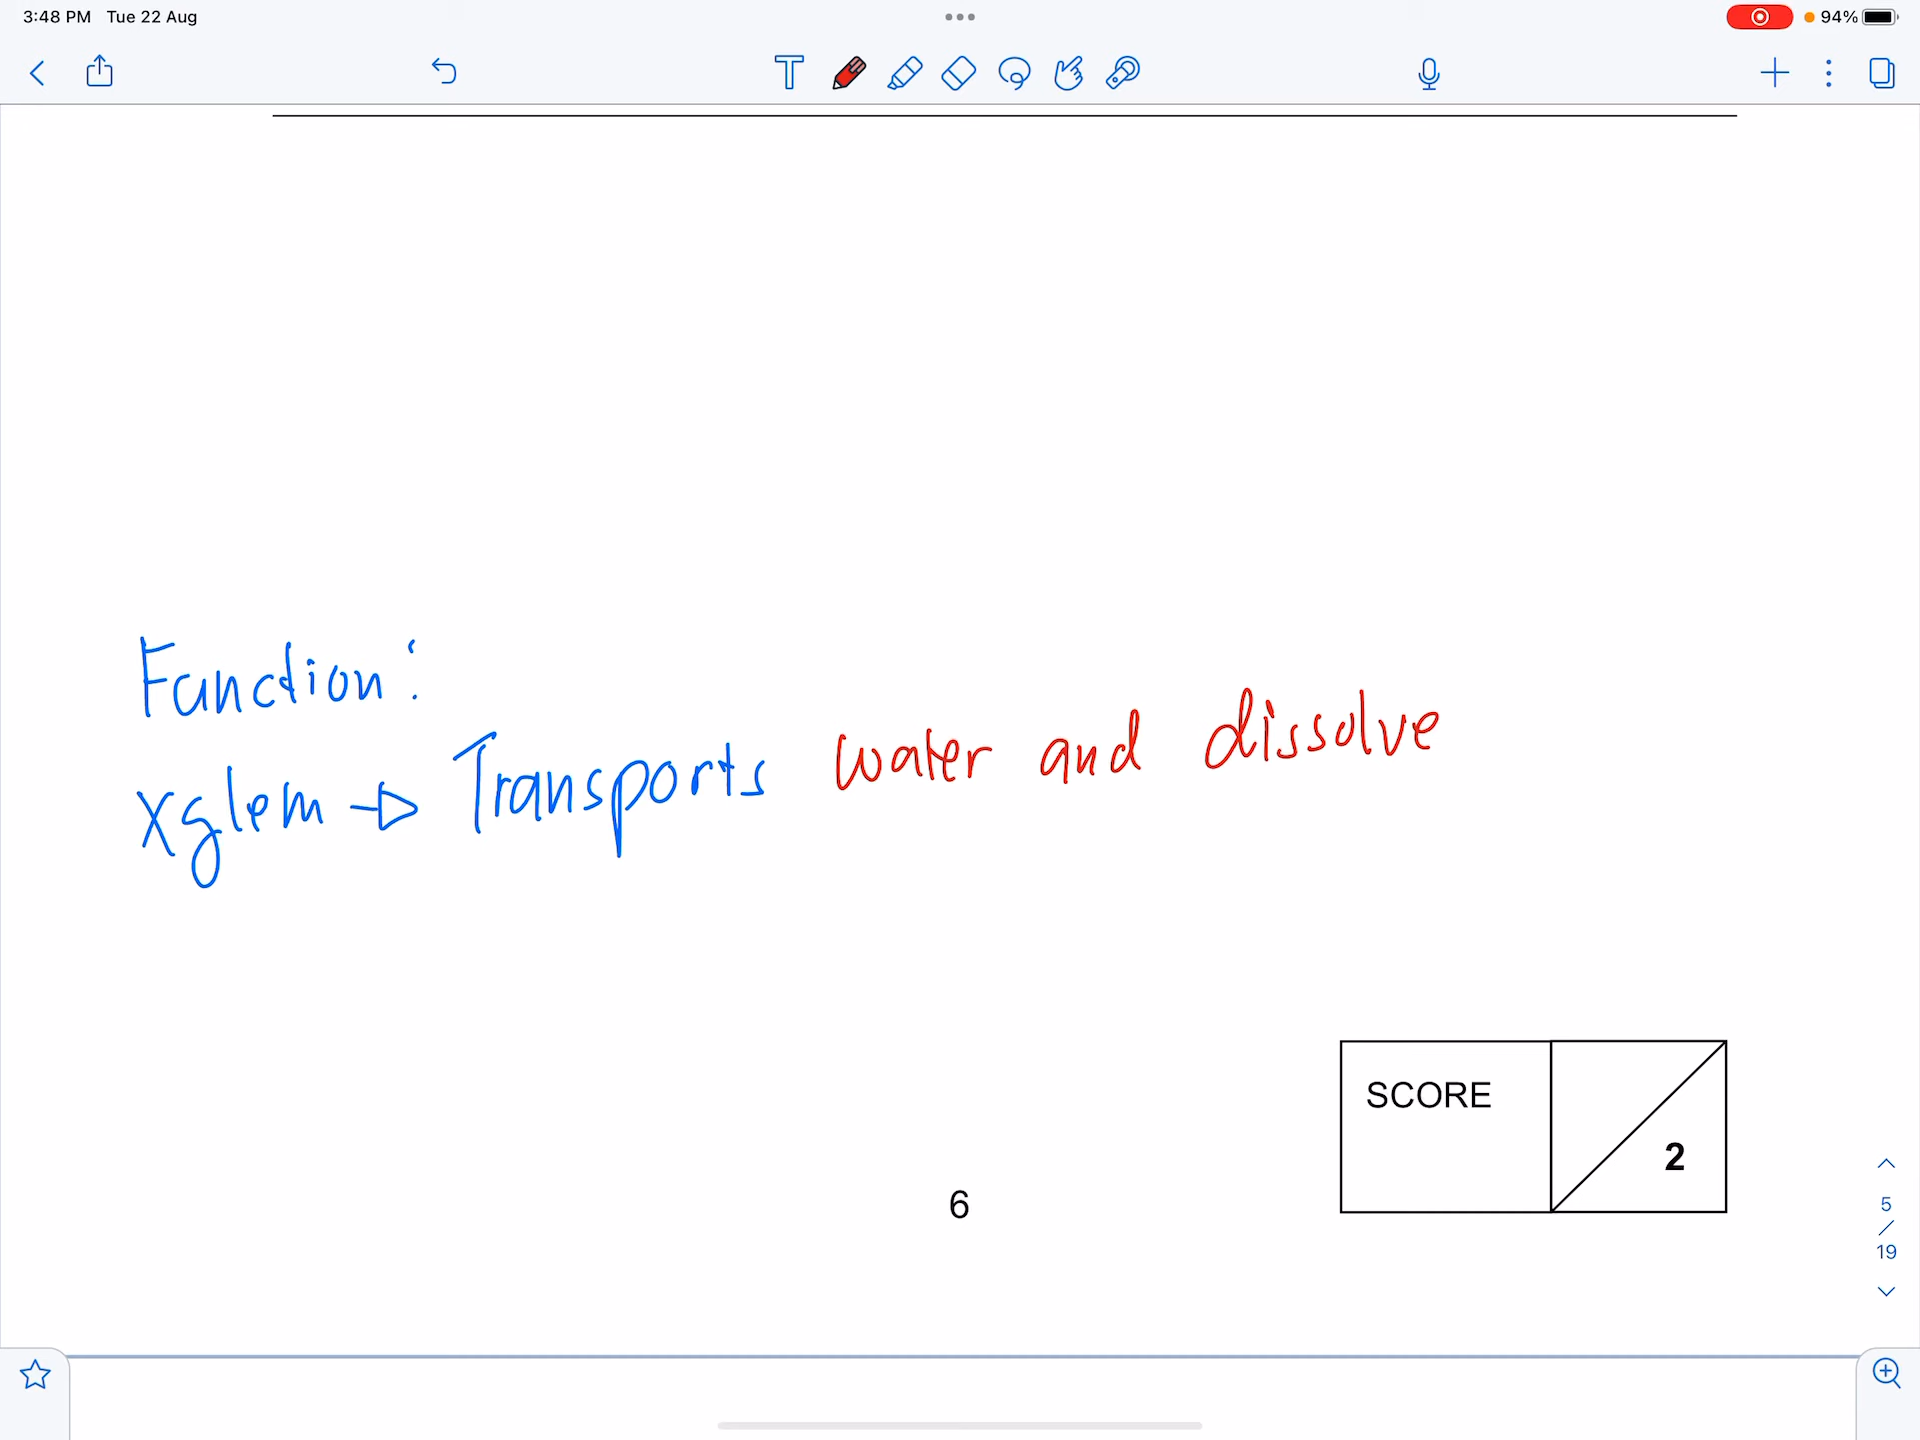 3:48 PM Tue 22 Aug
94%
T
Function:
Xylem → Transports water and dissolve
SCORE
2
6
5
/
19